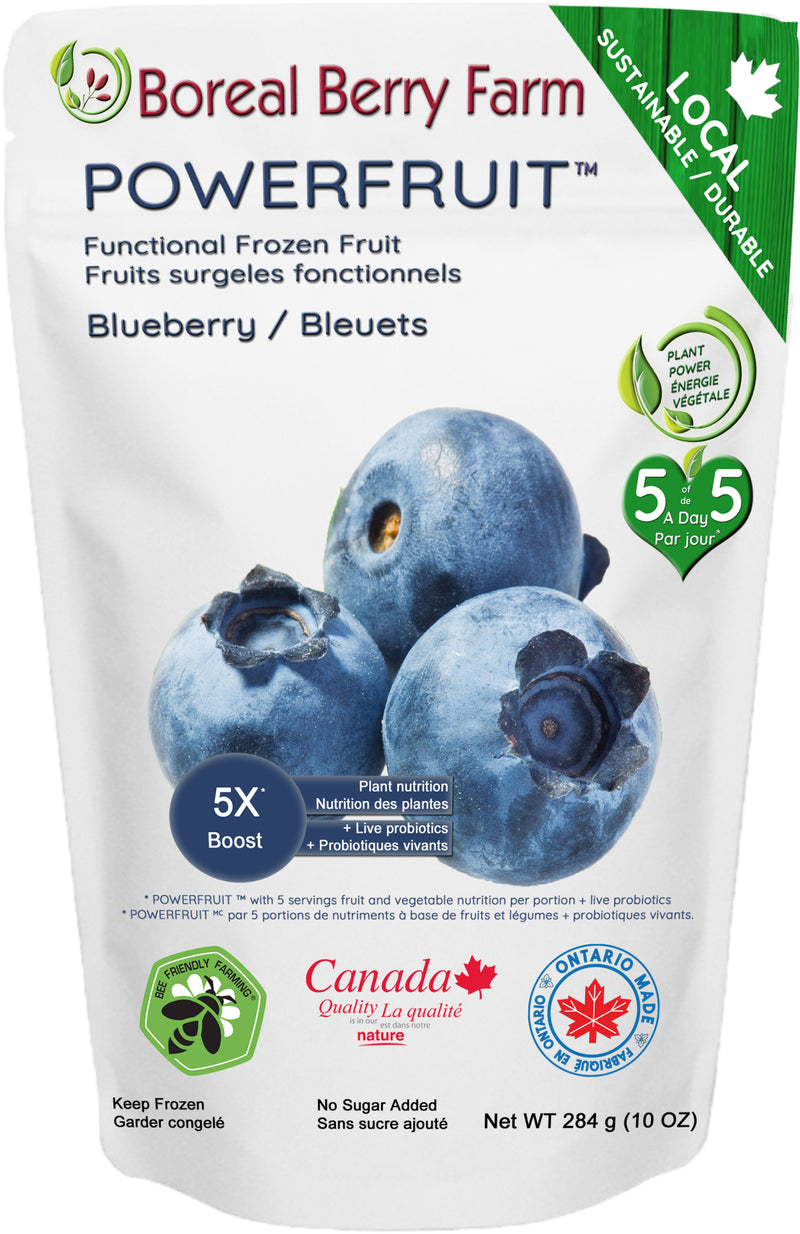 Boreal Berry Farm
LOCAL
SUSTAINABLE / DURABLE
POWERFRUIT™
Functional Frozen Fruit
Fruits surgeles fonctionnels
Blueberry / Bleuets
PLANT
POWER
ÉNERGIE
VÉGÉTALE
5 of de 5
A Day
Par jour*
5X*
Boost
Plant nutrition
Nutrition des plantes
+ Live probiotics
+ Probiotiques vivants
* POWERFRUIT ™ with 5 servings fruit and vegetable nutrition per portion + live probiotics
* POWERFRUIT ᴹᶜ par 5 portions de nutriments à base de fruits et légumes + probiotiques vivants.
BEE FRIENDLY FARMING®
Canada
Quality La qualité
is in our est dans notre
nature
ONTARIO MADE
FABRIQUÉ EN ONTARIO
Keep Frozen
Garder congelé
No Sugar Added
Sans sucre ajouté
Net WT 284 g (10 OZ)